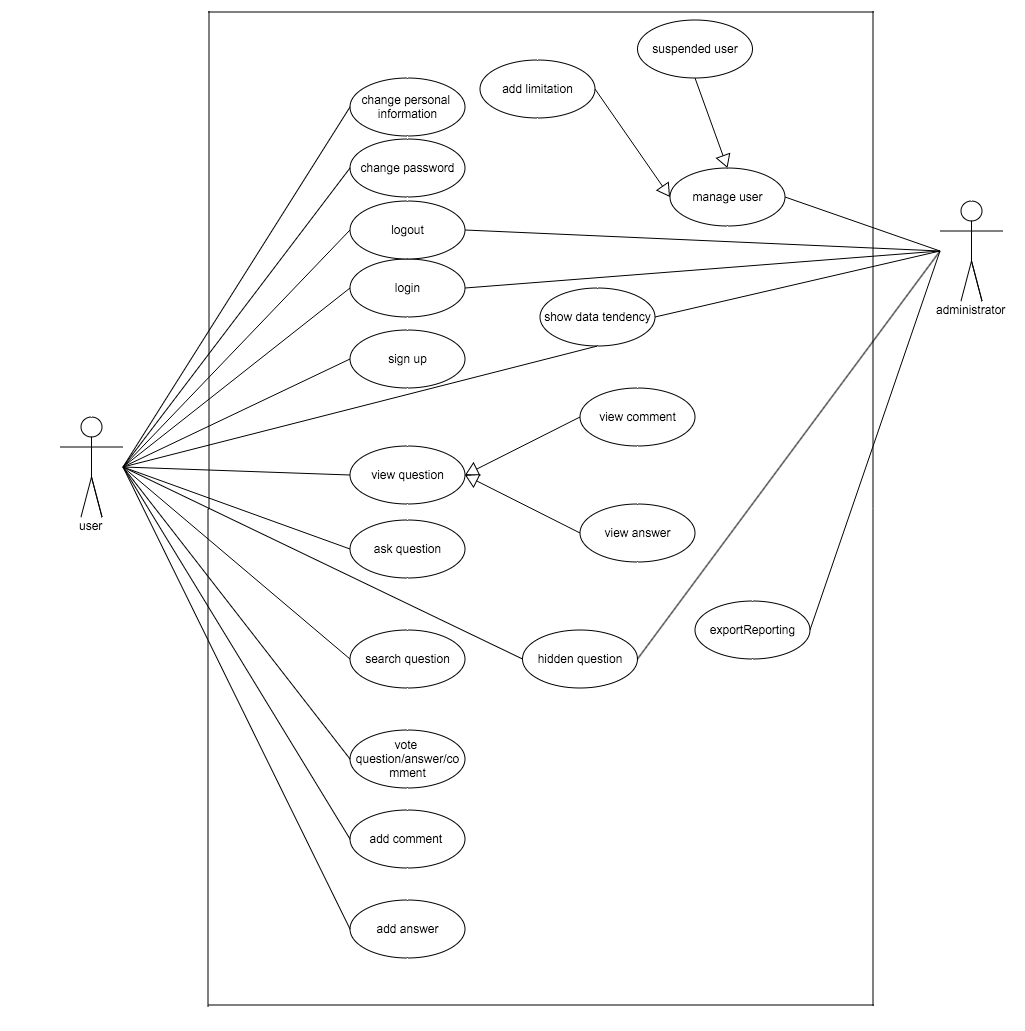 suspended user
add limitation
change personal
information
change password
manage user
logout
login
show data tendency
administrator
sign up
view comment
view question
user
view answer
ask question
exportReporting
search question
hidden question
vote
question/answer/co
mment
add comment
add answer